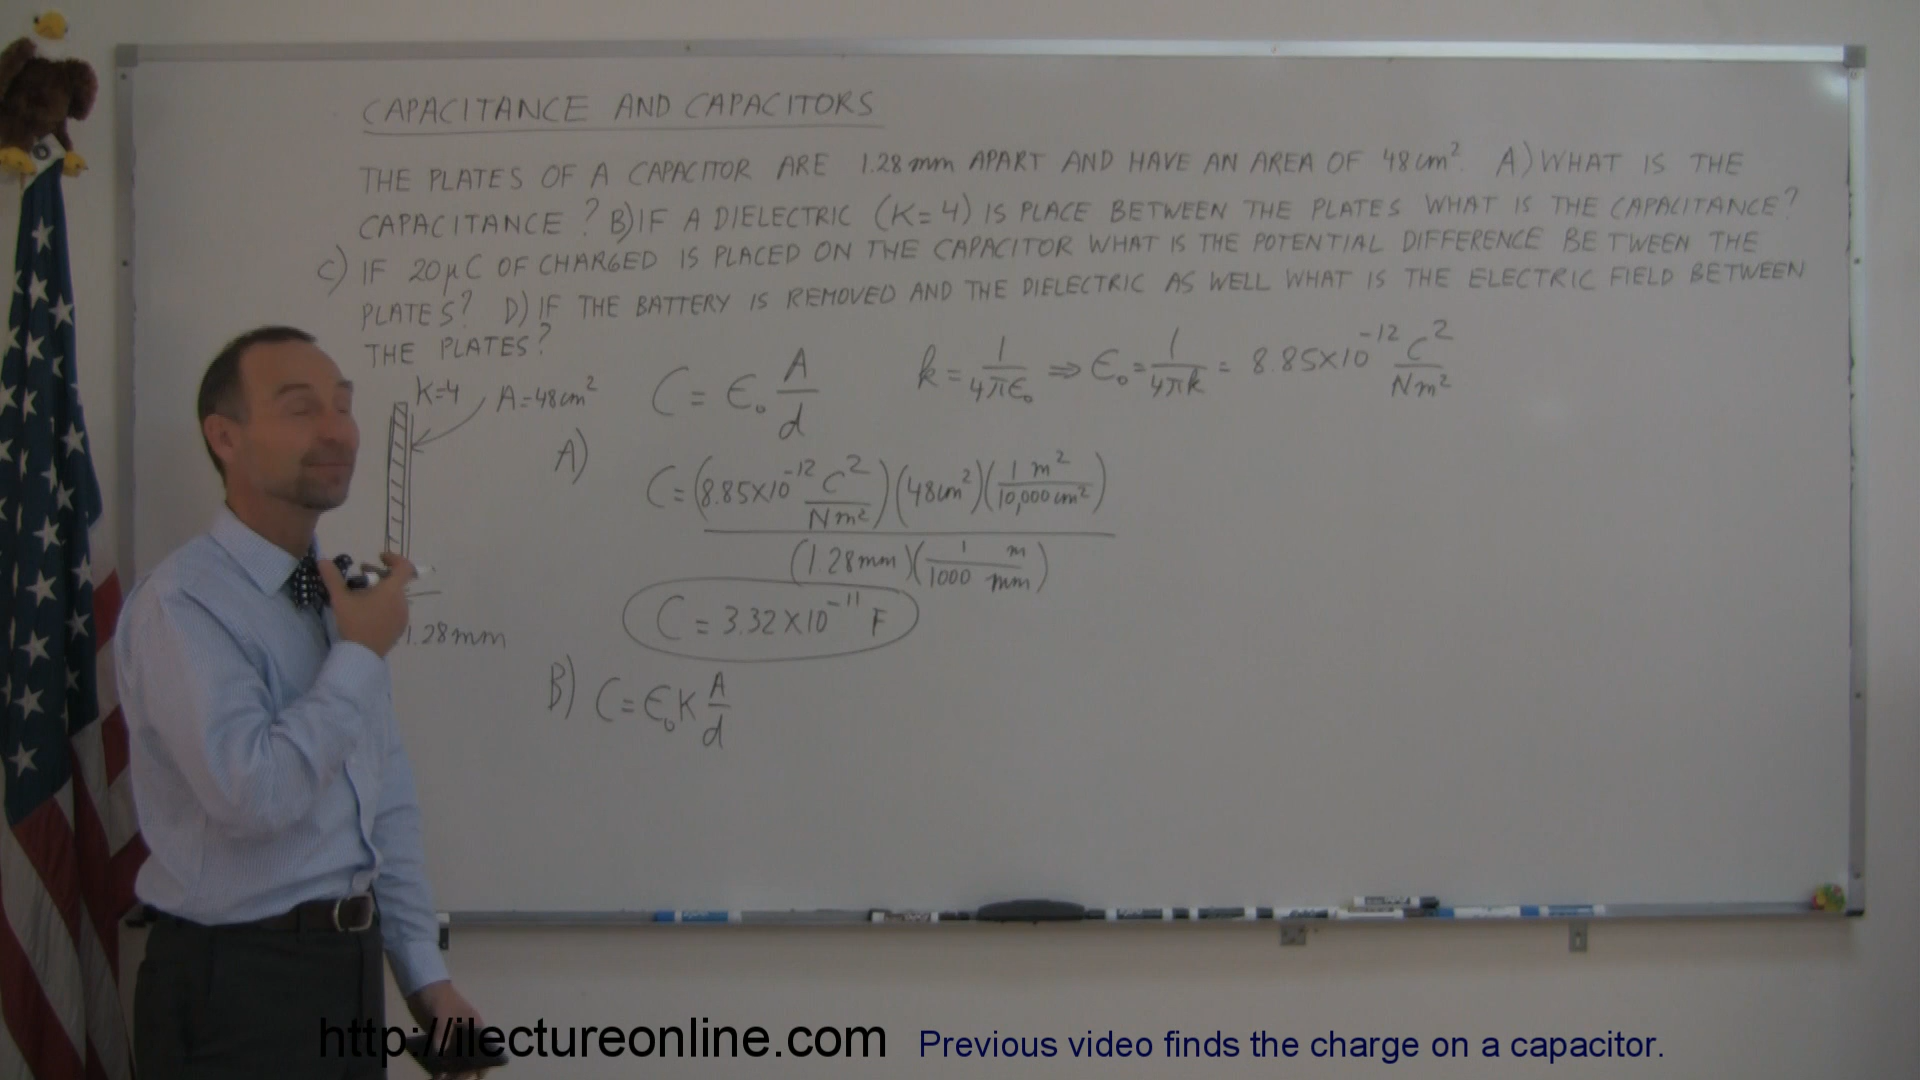 CAPACITANCE AND CAPACITORS
THE PLATES OF A CAPACITOR ARE 1.28mm APART AND HAVE AN AREA OF 48cm². A) WHAT IS THE
CAPACITANCE? B) IF A DIELECTRIC (K=4) IS PLACE BETWEEN THE PLATES WHAT IS THE CAPACITANCE?
C) IF 20μC OF CHARGED IS PLACED ON THE CAPACITOR WHAT IS THE POTENTIAL DIFFERENCE BETWEEN THE
PLATES? D) IF THE BATTERY IS REMOVED AND THE DIELECTRIC AS WELL WHAT IS THE ELECTRIC FIELD BETWEEN
THE PLATES?
K=4 A=48cm²
C = ϵ₀ A/d
k = 1/4πϵ₀ ⇒ ϵ₀ = 1/4πk = 8.85×10⁻¹² C²/Nm²
A)
C = (8.85×10⁻¹² C²/Nm²)(48cm²)(1 m²/10,000 cm²)
(1.28mm)(1 m/1000 mm)
C = 3.32×10⁻¹¹ F
1.28mm
B) C = ϵ₀K A/d
http://ilectureonline.com Previous video finds the charge on a capacitor.